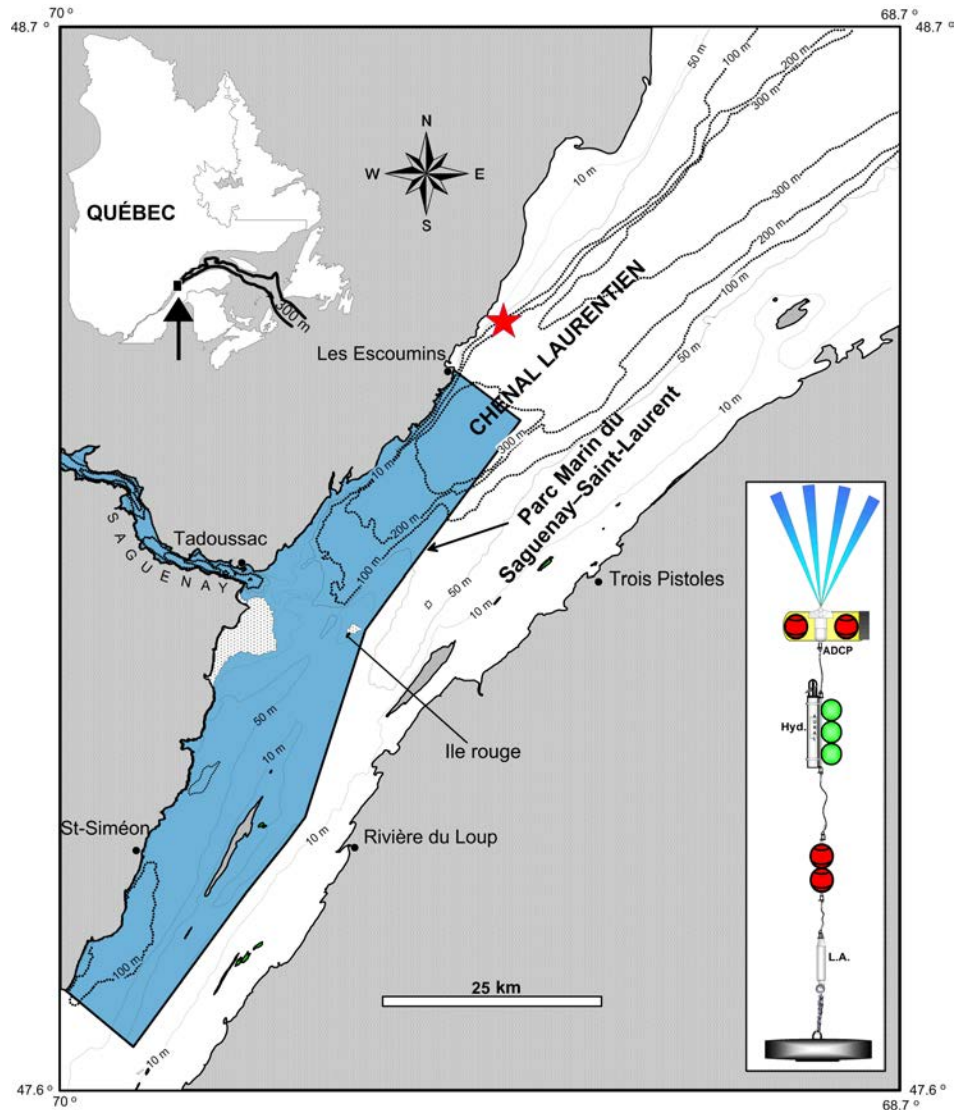 70 °
68.7 °
48.7 °
48.7 °
50 m
100 m
200 m
300 m
N
W
E
S
10 m
QUÉBEC
300 m
300 m
200 m
100 m
50 m
Les Escoumins
CHENAL LAURENTIEN
10 m
300 m
10 m
Parc Marin du
Saguenay–Saint-Laurent
200 m
100 m
SAGUENAY
Tadoussac
Trois Pistoles
50 m
D
10 m
ADCP
50 m
Hyd.
AURAL
Ile rouge
10 m
St-Siméon
10 m
Rivière du Loup
L.A.
100 m
25 km
10 m
47.6 °
47.6 °
70 °
68.7 °